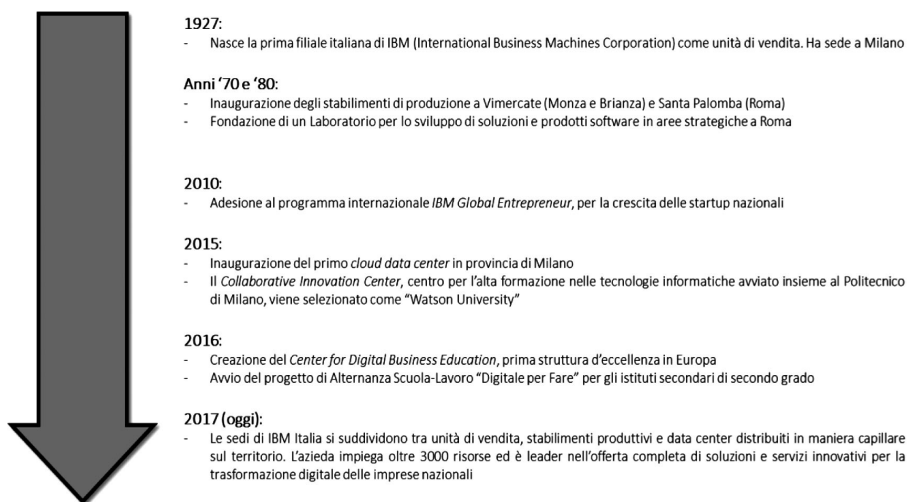 1927:
- Nasce la prima filiale italiana di IBM (International Business Machines Corporation) come unità di vendita. Ha sede a Milano
Anni ‘70 e ‘80:
- Inaugurazione degli stabilimenti di produzione a Vimercate (Monza e Brianza) e Santa Palomba (Roma)
- Fondazione di un Laboratorio per lo sviluppo di soluzioni e prodotti software in aree strategiche a Roma
2010:
- Adesione al programma internazionale IBM Global Entrepreneur, per la crescita delle startup nazionali
2015:
- Inaugurazione del primo cloud data center in provincia di Milano
- Il Collaborative Innovation Center, centro per l’alta formazione nelle tecnologie informatiche avviato insieme al Politecnico
di Milano, viene selezionato come “Watson University”
2016:
- Creazione del Center for Digital Business Education, prima struttura d’eccellenza in Europa
- Avvio del progetto di Alternanza Scuola-Lavoro “Digitale per Fare” per gli istituti secondari di secondo grado
2017 (oggi):
- Le sedi di IBM Italia si suddividono tra unità di vendita, stabilimenti produttivi e data center distribuiti in maniera capillare
sul territorio. L’azieda impiega oltre 3000 risorse ed è leader nell’offerta completa di soluzioni e servizi innovativi per la
trasformazione digitale delle imprese nazionali